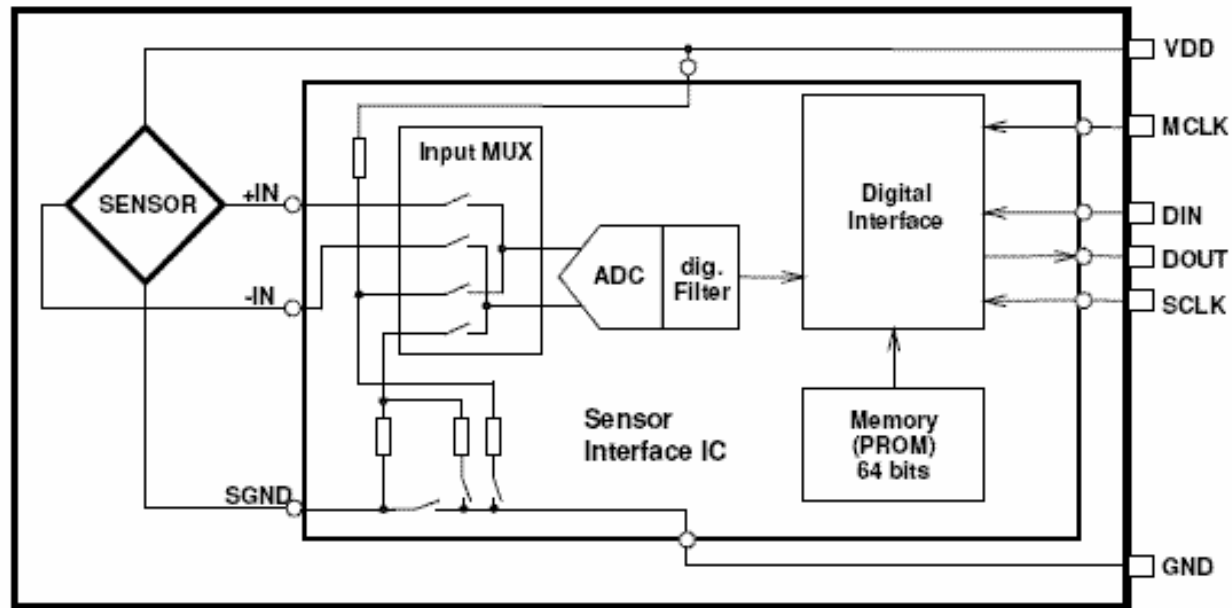 VDD
MCLK
Input MUX
+IN
SENSOR
Digital
Interface
DIN
DOUT
ADC
dig.
Filter
-IN
SCLK
Sensor
Interface IC
Memory
(PROM)
64 bits
SGND
GND